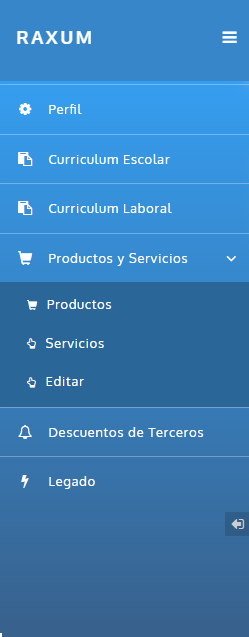 RAXUM
Perfil
Curriculum Escolar
Curriculum Laboral
Productos y Servicios
Productos
Servicios
Editar
Descuentos de Terceros
Legado